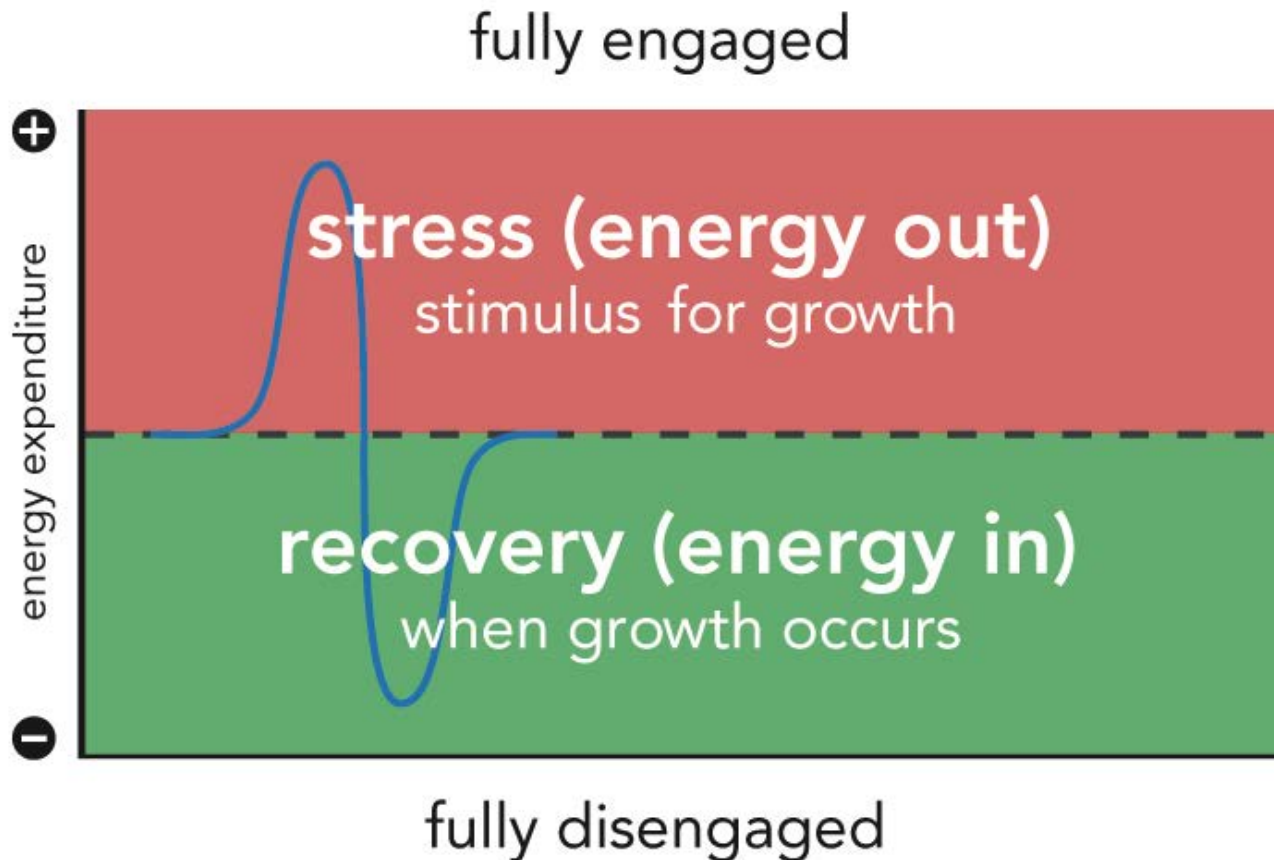 fully engaged
+
stress (energy out)
stimulus for growth
energy expenditure
recovery (energy in)
when growth occurs
−
fully disengaged